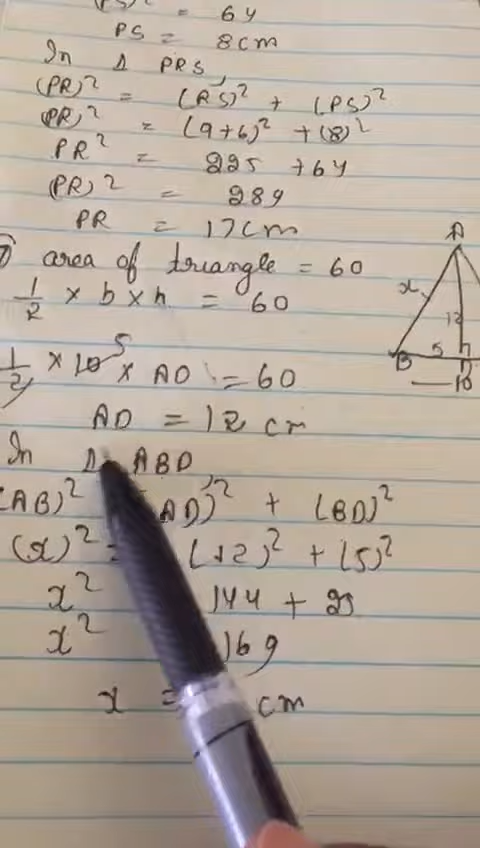 (PS)² = 64
PS = 8cm
In Δ PRS,
(PR)² = (RS)² + (PS)²
(PR)² = (9+6)² + (8)²
PR² = 225 + 64
(PR)² = 289
PR = 17cm
area of triangle = 60
1/2 × b × h = 60
1/2 × 10 5 × AD = 60
AD = 12 cm
In Δ ABD,
(AB)² (AD)² + (BD)²
(x)² = (12)² + (5)²
x² 144 + 25
x² 169
x = cm
A
x
12
B 5 D
10